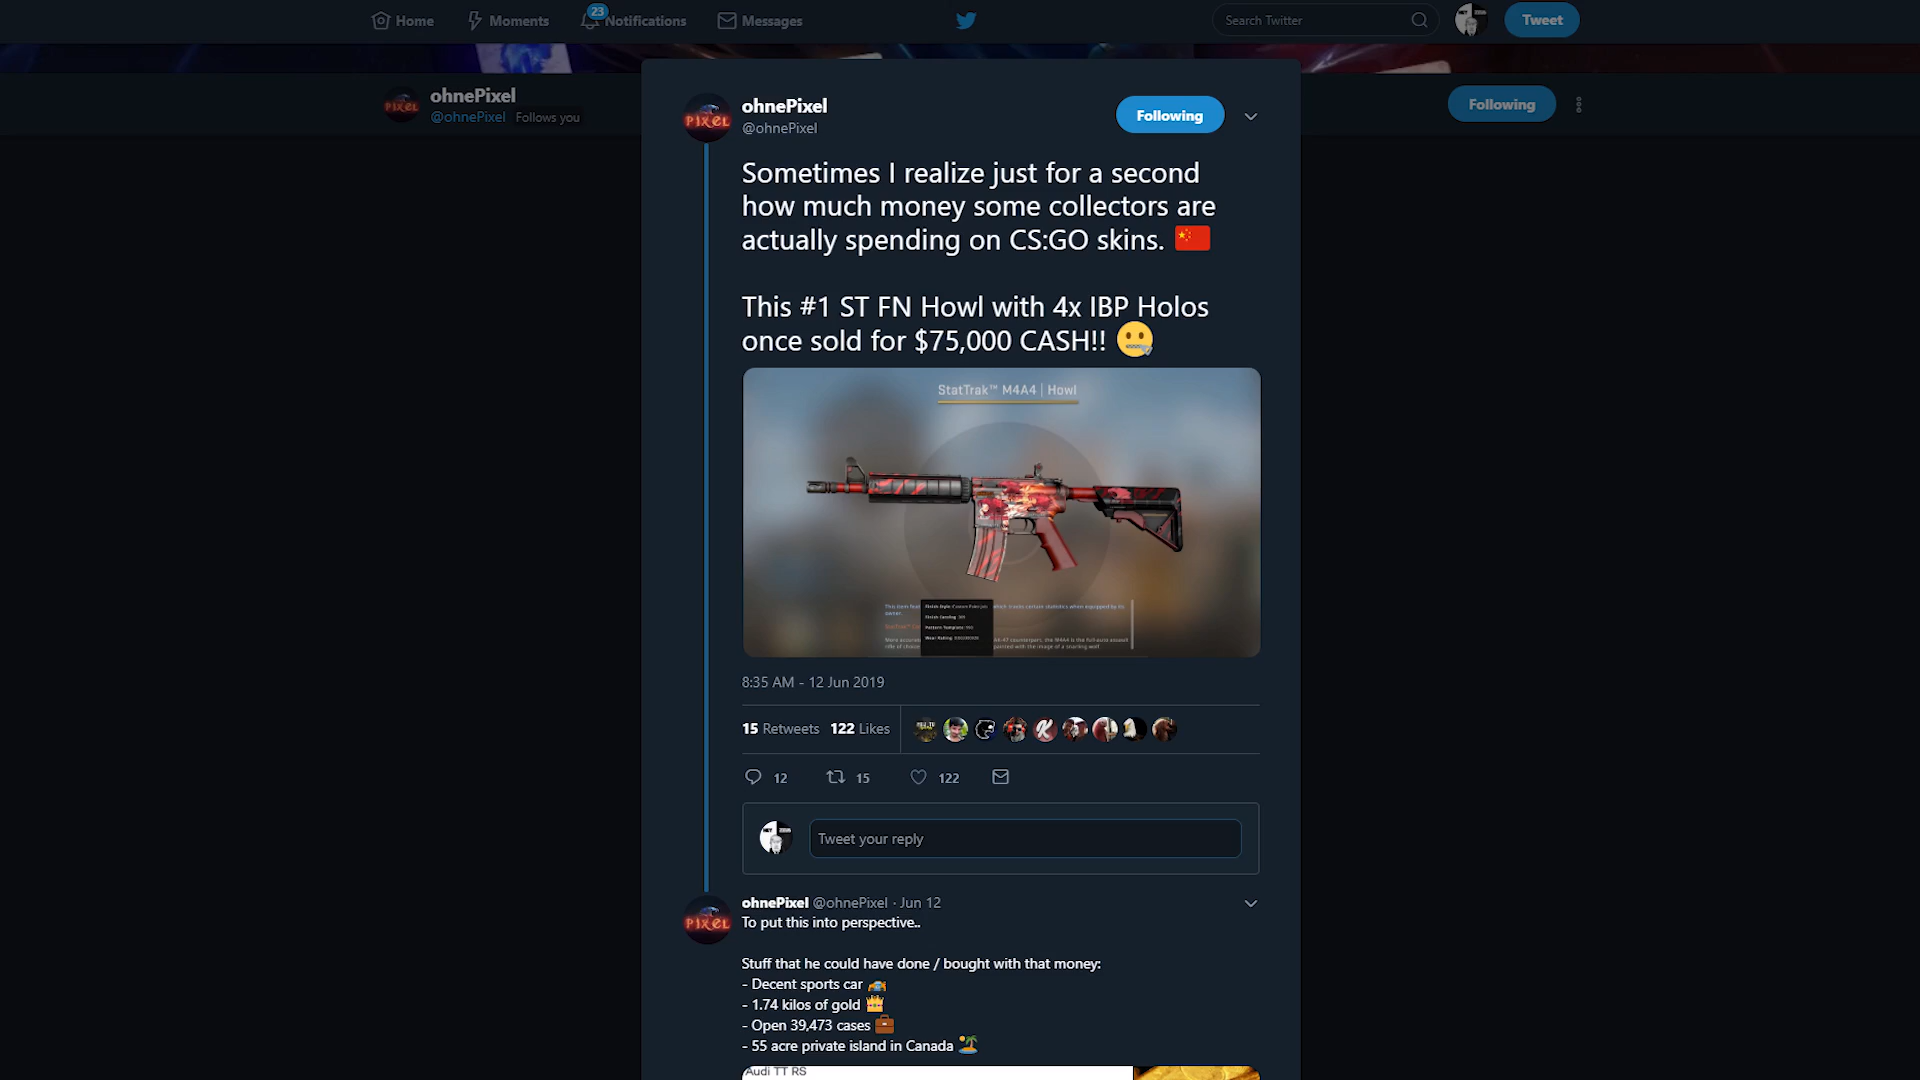 Home
Moments
23
Notifications
Messages
Search Twitter
Tweet
ohnePixel
@ohnePixel Follows you
Following
PIXEL
ohnePixel
@ohnePixel
Following
Sometimes I realize just for a second
how much money some collectors are
actually spending on CS:GO skins. 🇨🇳
This #1 ST FN Howl with 4x IBP Holos
once sold for $75,000 CASH!! 🤐
StatTrak™ M4A4 | Howl
8:35 AM - 12 Jun 2019
15 Retweets 122 Likes
12 15 122
Tweet your reply
PIXEL
ohnePixel @ohnePixel · Jun 12
To put this into perspective..
Stuff that he could have done / bought with that money:
- Decent sports car
- 1.74 kilos of gold
- Open 39,473 cases 💼
- 55 acre private island in Canada 🏝
Audi TT RS